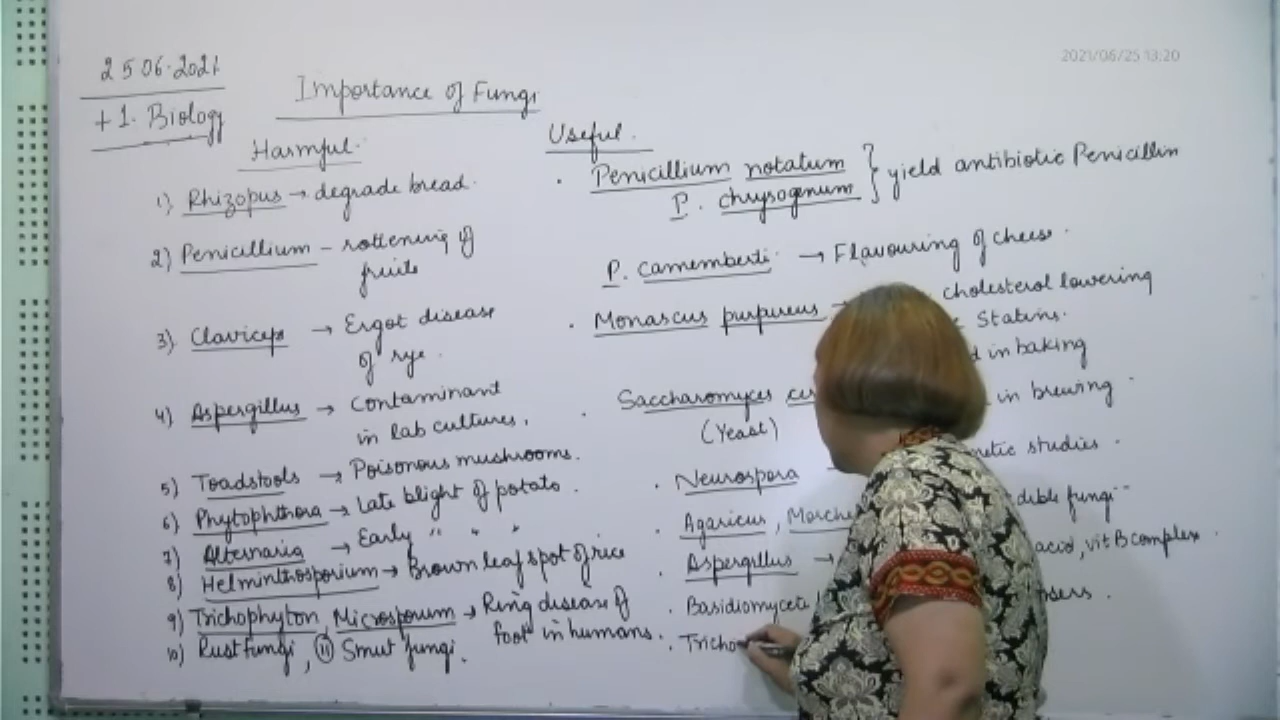 2021/06/25 13:20
25 06.2021
+1. Biology
Importance of Fungi
Harmful.
1) Rhizopus → degrade bread.
2) Penicillium - rottening of
fruits
3) Claviceps → Ergot disease
of rye.
4) Aspergillus → Contaminant
in lab cultures.
5) Toadstools → Poisonous mushrooms.
6) Phytophthora → Late blight of potato.
7) Alternaria → Early " " "
8) Helminthosporium → Brown leaf spot of rice
9) Trichophyton, Microsporum → Ring disease of
foot in humans.
10) Rust fungi, (11) Smut fungi.
Useful.
. Penicillium notatum
P. chrysogenum } yield antibiotic Penicillin
P. camemberti → Flavouring of cheese.
. Monascus purpureus → cholesterol lowering
Statins.
in baking
. Saccharomyces in brewing.
(Yeast)
. Neurospora studies.
. Agaricus, fungi
. Aspergillus → acid, vit B complex.
. Basidiomycete
. Tricho